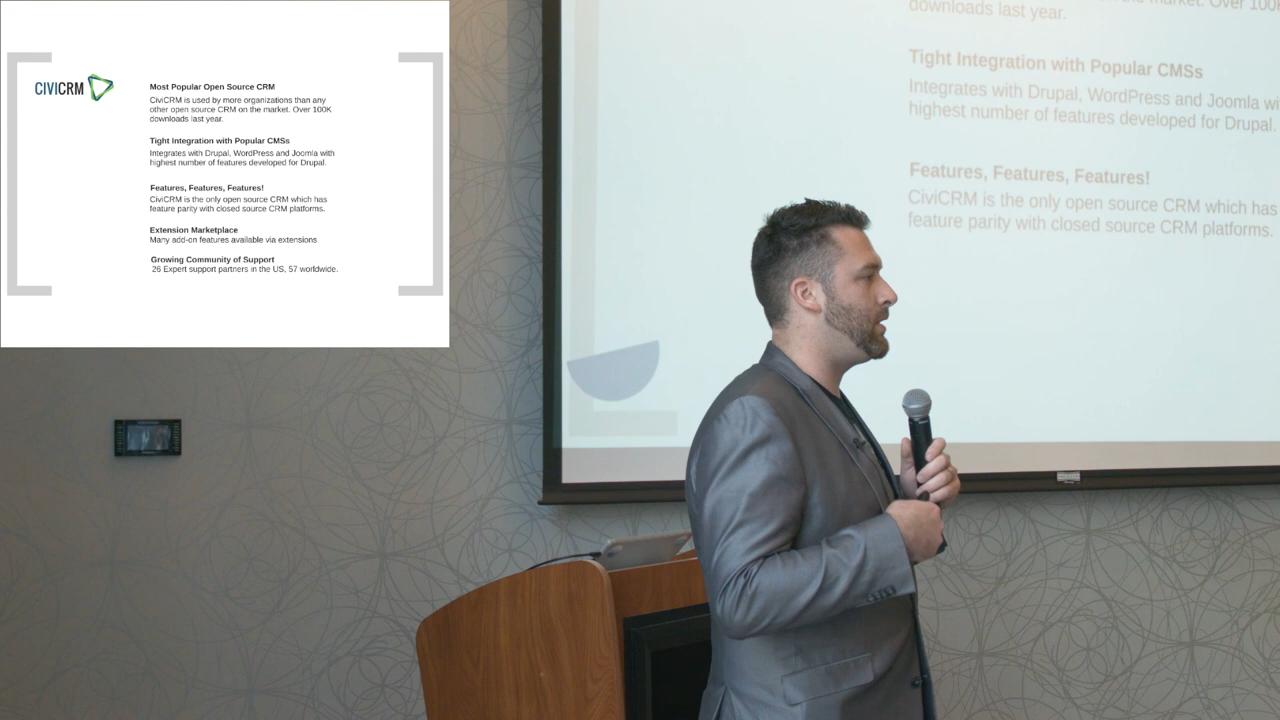 CIVICRM
Most Popular Open Source CRM
CiviCRM is used by more organizations than any
other open source CRM on the market. Over 100K
downloads last year.
Tight Integration with Popular CMSs
Integrates with Drupal, WordPress and Joomla with
highest number of features developed for Drupal.
Features, Features, Features!
CiviCRM is the only open source CRM which has
feature parity with closed source CRM platforms.
Extension Marketplace
Many add-on features available via extensions
Growing Community of Support
26 Expert support partners in the US, 57 worldwide.
the market. Over 100K
downloads last year.
Tight Integration with Popular CMSs
Integrates with Drupal, WordPress and Joomla wi
highest number of features developed for Drupal.
Features, Features, Features!
CiviCRM is the only open source CRM which has
feature parity with closed source CRM platforms.